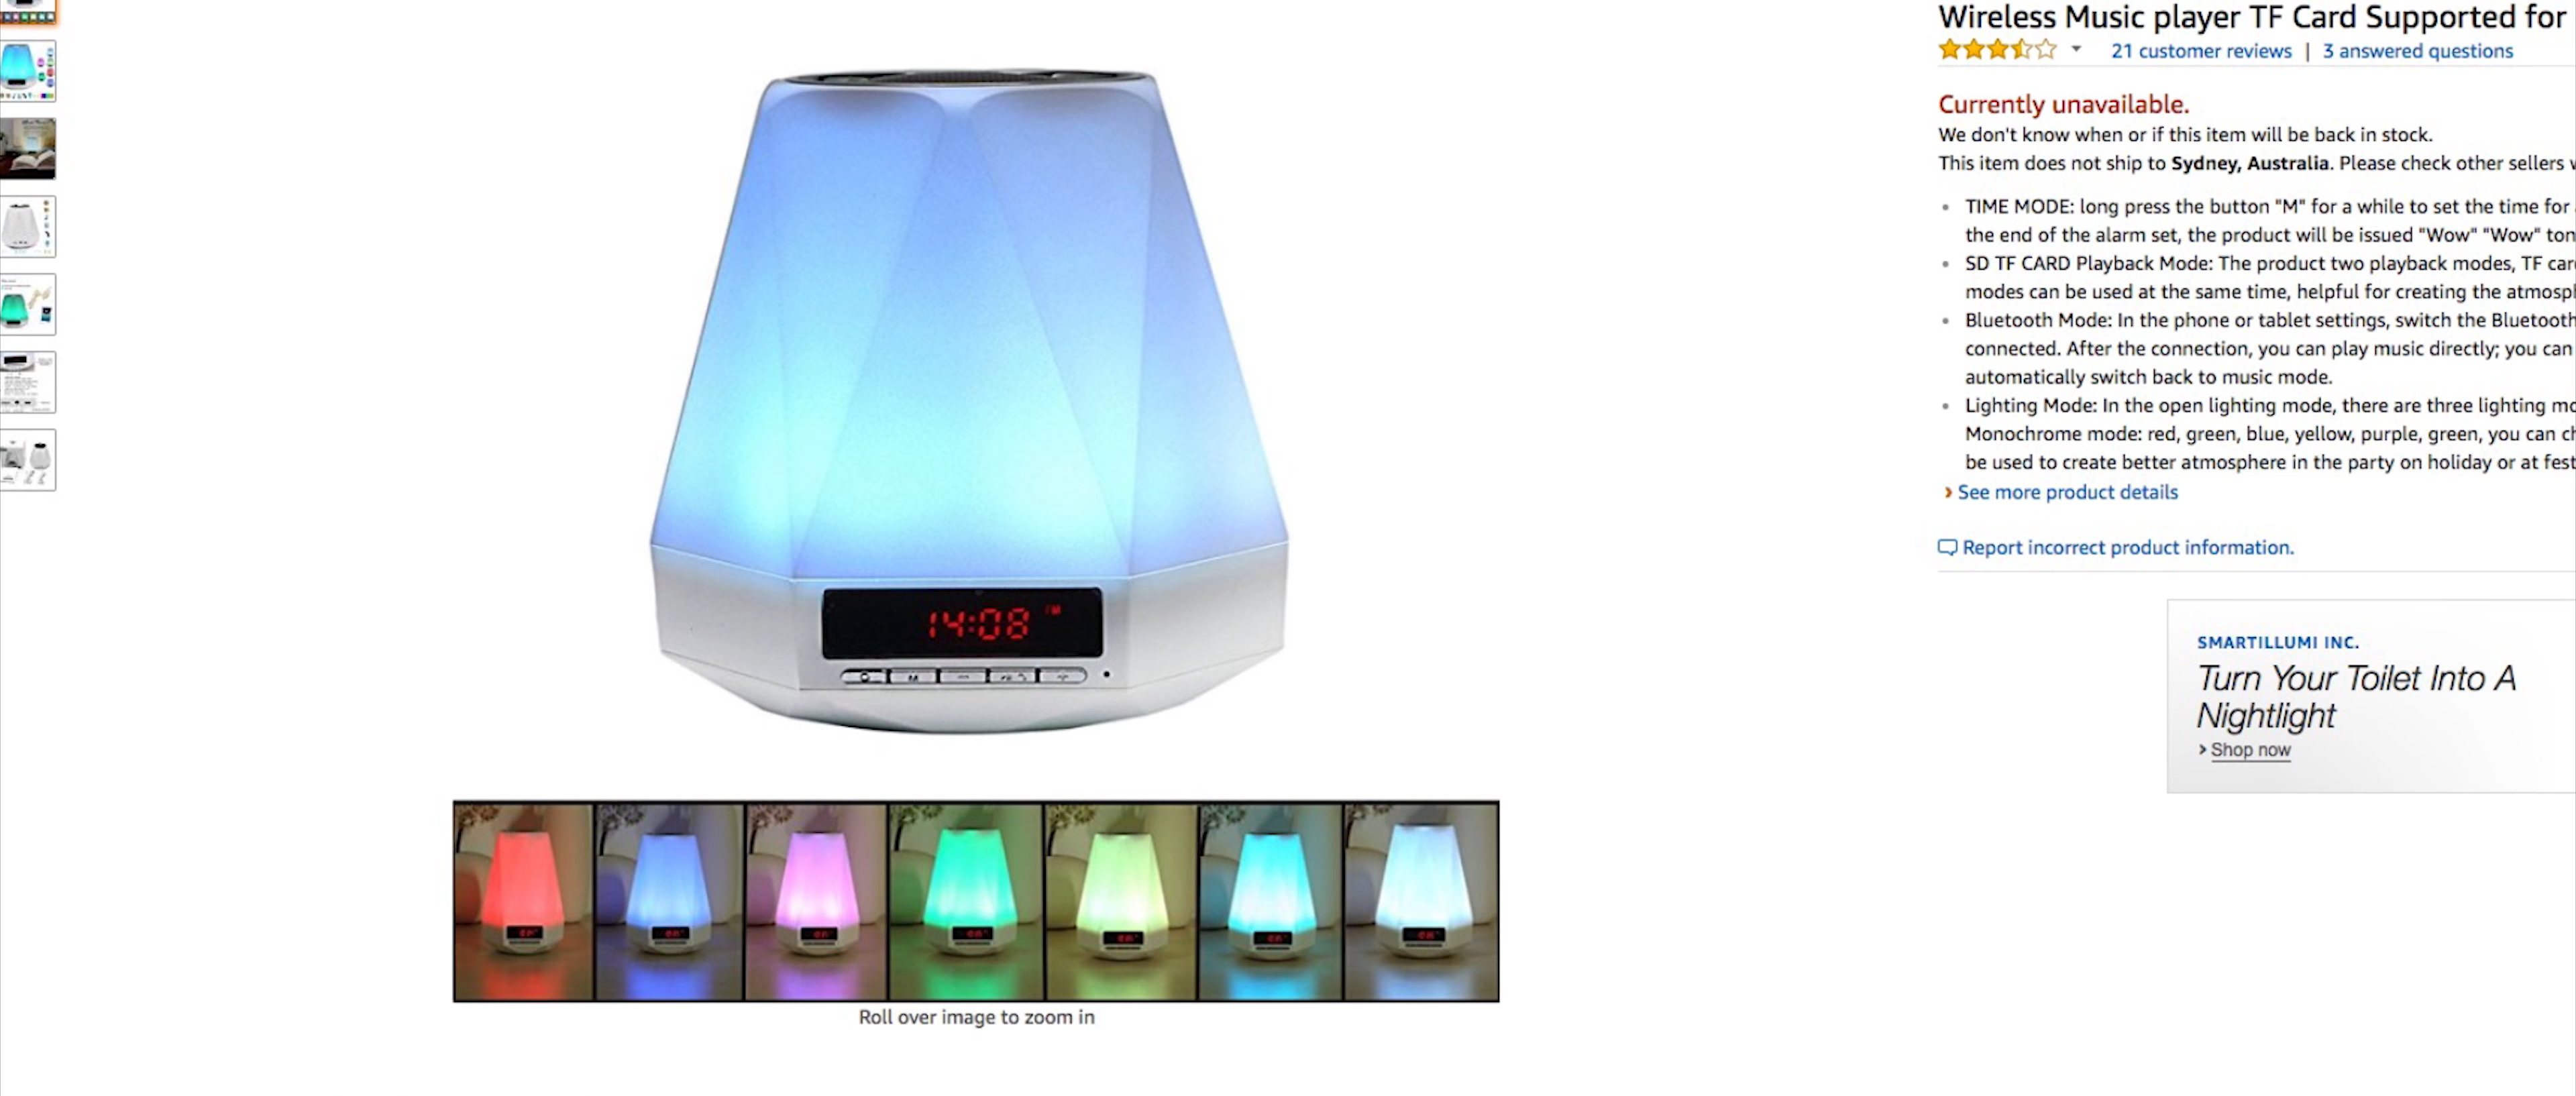 Wireless Music player TF Card Supported for
21 customer reviews | 3 answered questions
Currently unavailable.
We don't know when or if this item will be back in stock.
This item does not ship to Sydney, Australia. Please check other sellers
TIME MODE: long press the button "M" for a while to set the time for
the end of the alarm set, the product will be issued "Wow" "Wow" ton
SD TF CARD Playback Mode: The product two playback modes, TF car
modes can be used at the same time, helpful for creating the atmosp
Bluetooth Mode: In the phone or tablet settings, switch the Bluetooth
connected. After the connection, you can play music directly; you can
automatically switch back to music mode.
Lighting Mode: In the open lighting mode, there are three lighting mo
Monochrome mode: red, green, blue, yellow, purple, green, you can ch
be used to create better atmosphere in the party on holiday or at fest
› See more product details
Report incorrect product information.
14:08
M
SMARTILLUMI INC.
Turn Your Toilet Into A
Nightlight
› Shop now
Roll over image to zoom in